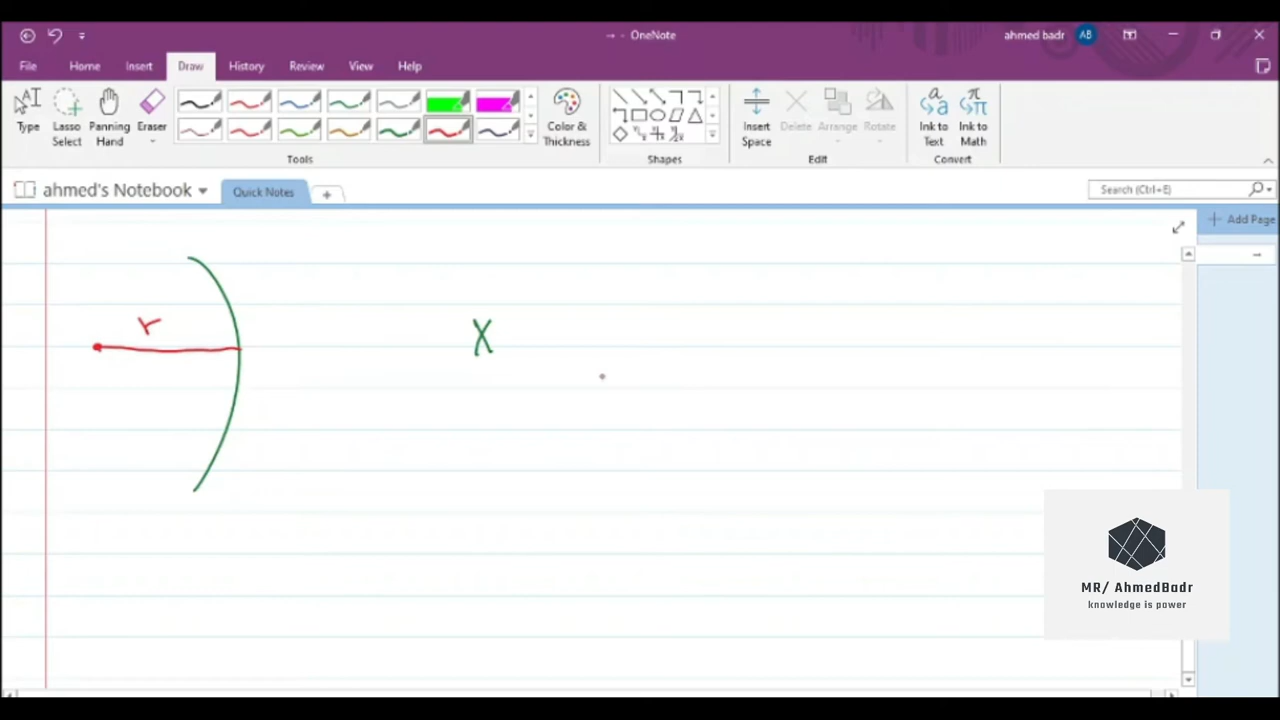 → - OneNote
ahmed badr AB
File Home Insert Draw History Review View Help
Type
Lasso Select
Panning Hand
Eraser
Color & Thickness
Insert Space
Delete
Arrange
Rotate
Ink to Text
Ink to Math
Tools
Shapes
Edit
Convert
ahmed's Notebook
Quick Notes
Search (Ctrl+E)
Add Page
r
X
MR/ AhmedBadr
knowledge is power